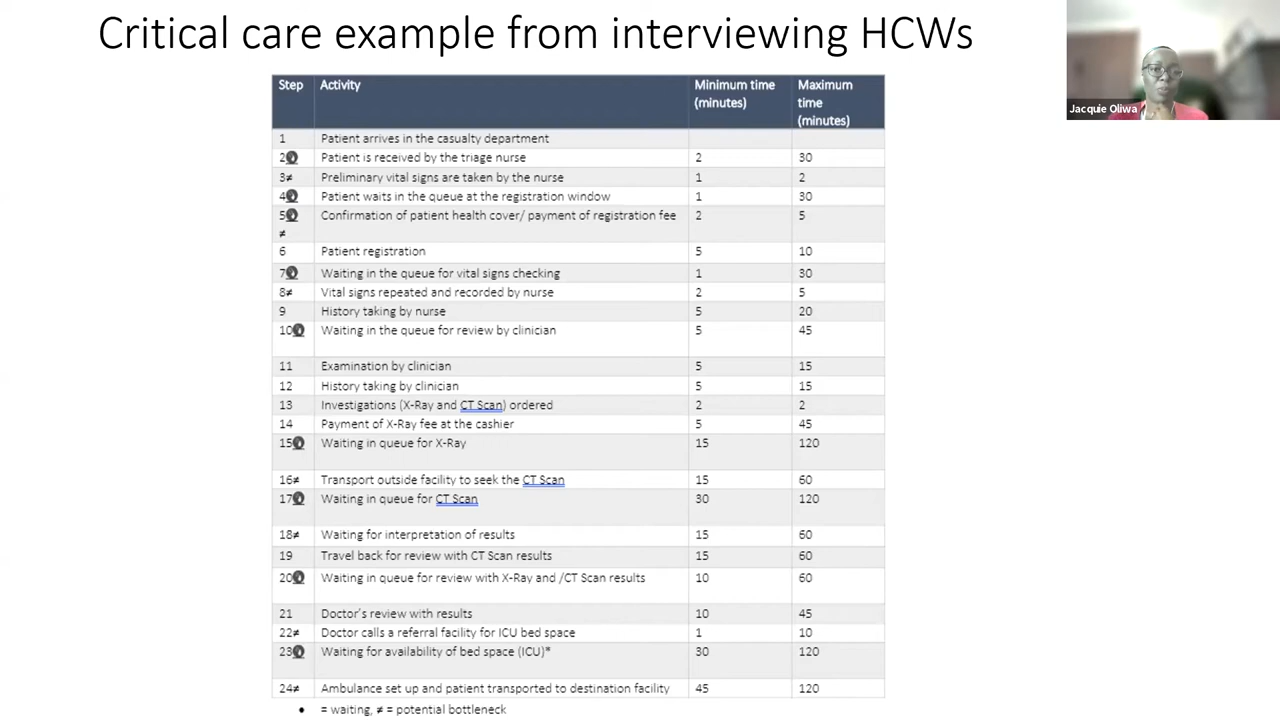 Critical care example from interviewing HCWs
Jacquie Oliwa
Step Activity Minimum time (minutes) Maximum time (minutes)
1 Patient arrives in the casualty department
2 Patient is received by the triage nurse 2 30
3≠ Preliminary vital signs are taken by the nurse 1 2
4 Patient waits in the queue at the registration window 1 30
5≠ Confirmation of patient health cover/ payment of registration fee 2 5
6 Patient registration 5 10
7 Waiting in the queue for vital signs checking 1 30
8≠ Vital signs repeated and recorded by nurse 2 5
9 History taking by nurse 5 20
10 Waiting in the queue for review by clinician 5 45
11 Examination by clinician 5 15
12 History taking by clinician 5 15
13 Investigations (X-Ray and CT Scan) ordered 2 2
14 Payment of X-Ray fee at the cashier 5 45
15 Waiting in queue for X-Ray 15 120
16≠ Transport outside facility to seek the CT Scan 15 60
17 Waiting in queue for CT Scan 30 120
18≠ Waiting for interpretation of results 15 60
19 Travel back for review with CT Scan results 15 60
20 Waiting in queue for review with X-Ray and /CT Scan results 10 60
21 Doctor's review with results 10 45
22≠ Doctor calls a referral facility for ICU bed space 1 10
23 Waiting for availability of bed space (ICU)* 30 120
24≠ Ambulance set up and patient transported to destination facility 45 120
• = waiting, ≠ = potential bottleneck